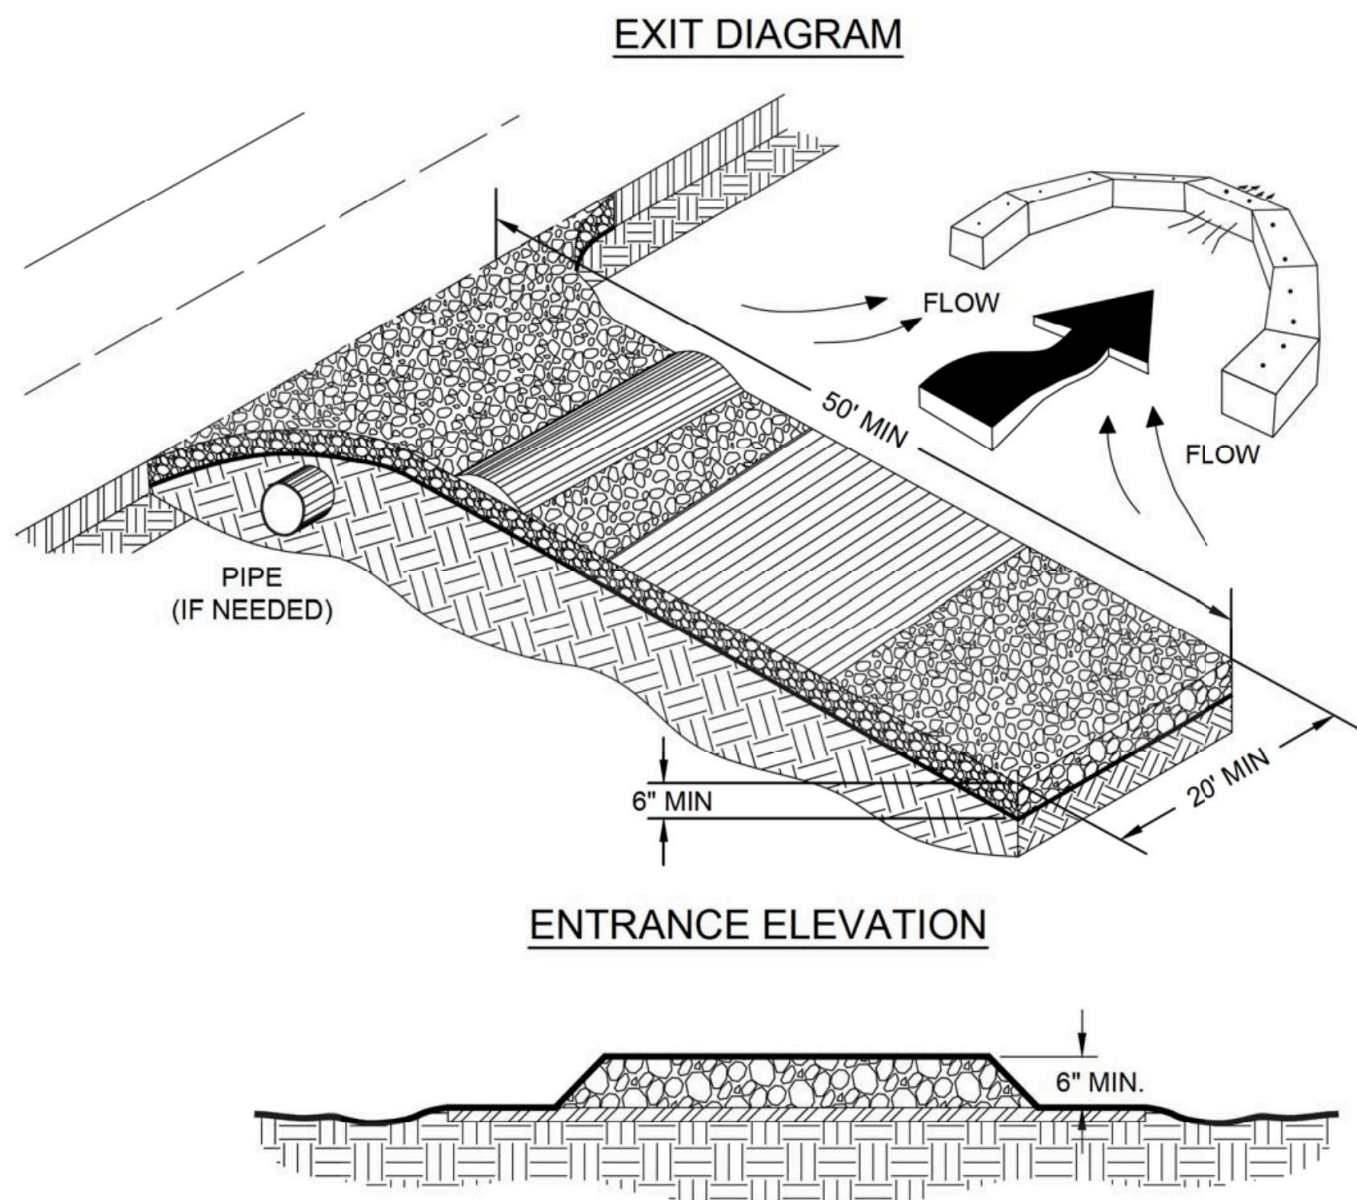 EXIT DIAGRAM
FLOW
50' MIN
FLOW
PIPE
(IF NEEDED)
6" MIN
20' MIN
ENTRANCE ELEVATION
6" MIN.